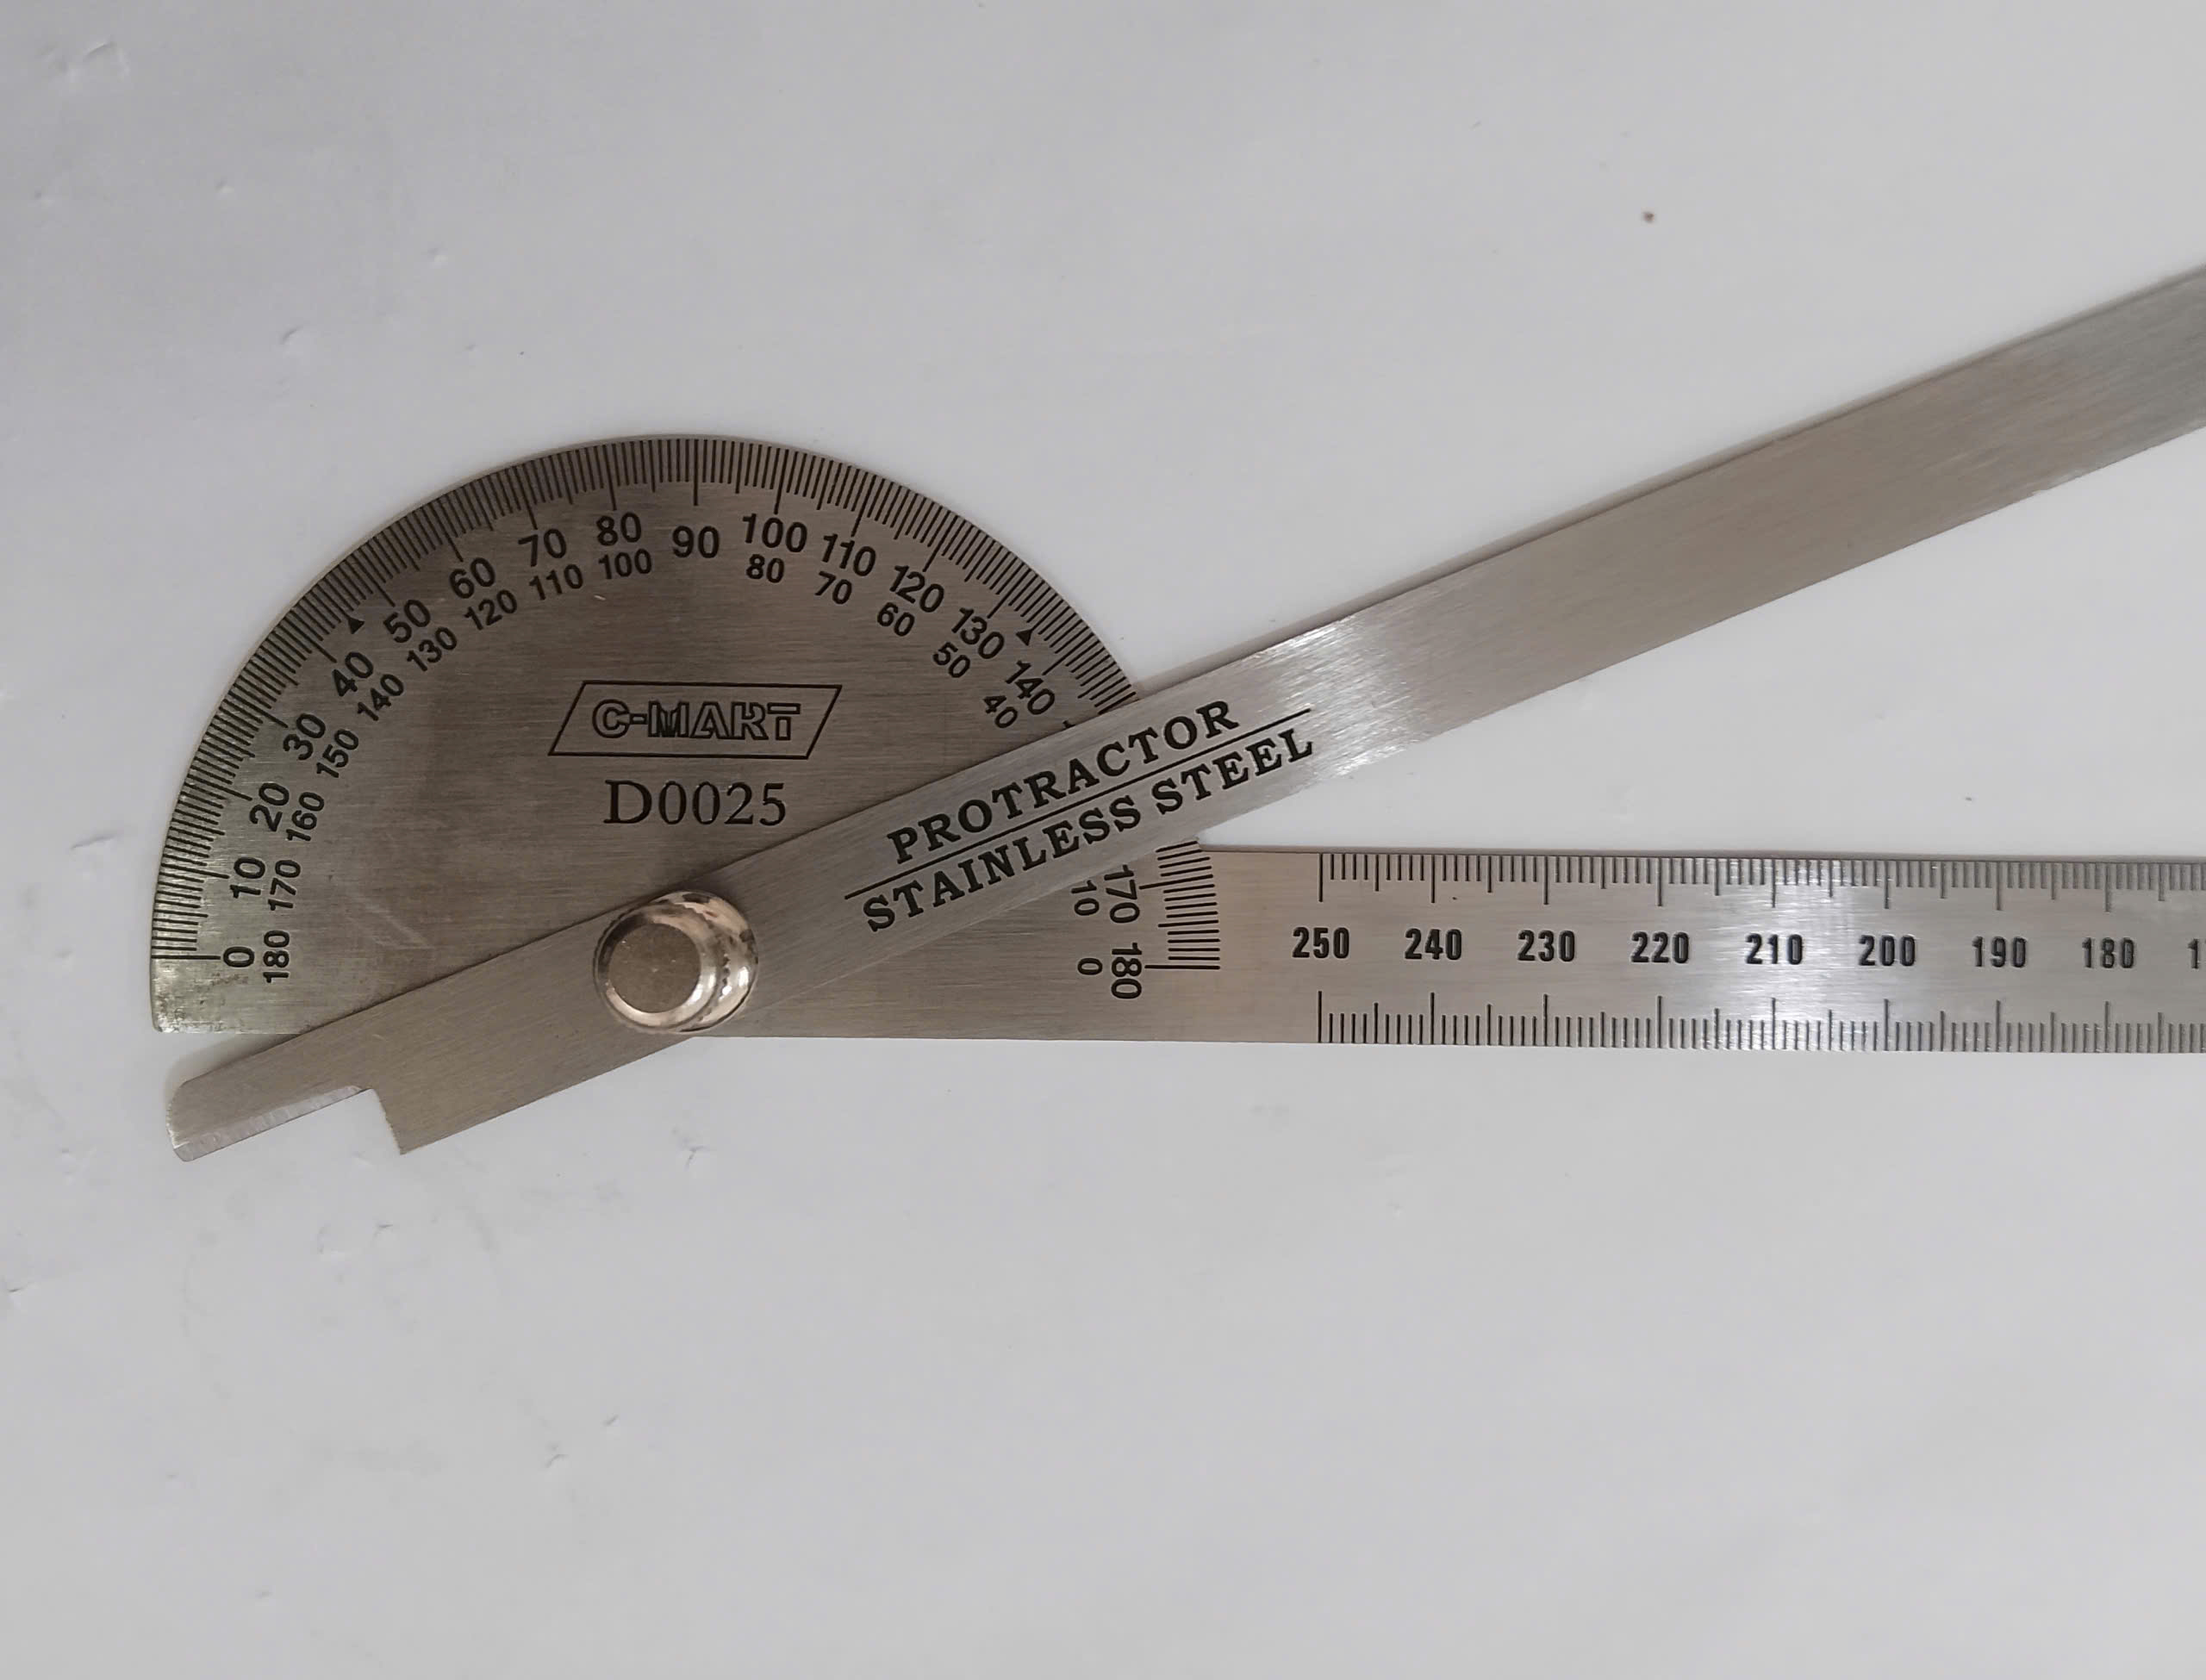 0 10 20 30 40 50 60 70 80 90 100 110 120 130 140 170 180
180 170 160 150 140 130 120 110 100 80 70 60 50 40 10 0
C-MART
D0025
PROTRACTOR
STAINLESS STEEL
250 240 230 220 210 200 190 180